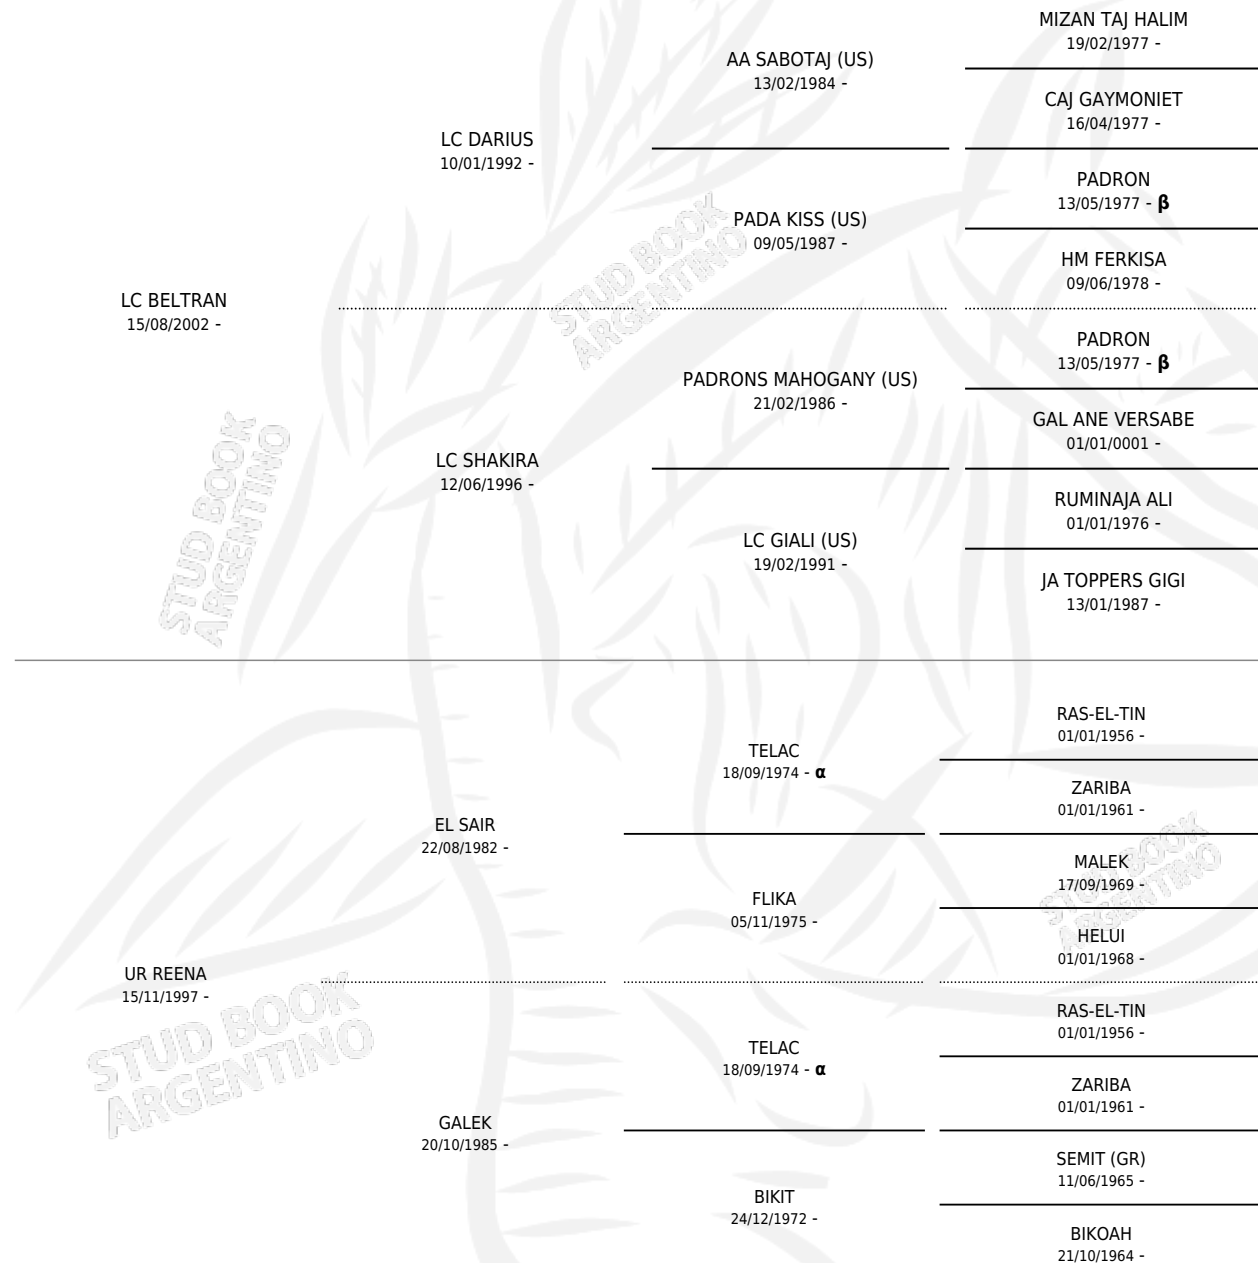 MIZAN TAJ HALIM
19/02/1977 -
AA SABOTAJ (US)
13/02/1984 -
CAJ GAYMONIET
16/04/1977 -
LC DARIUS
10/01/1992 -
PADRON
13/05/1977 - β
PADA KISS (US)
09/05/1987 -
HM FERKISA
09/06/1978 -
LC BELTRAN
15/08/2002 -
STUD BOOK
ARGENTINO
PADRON
13/05/1977 - β
PADRONS MAHOGANY (US)
21/02/1986 -
GAL ANE VERSABE
01/01/0001 -
LC SHAKIRA
12/06/1996 -
STUD BOOK
ARGENTINO
RUMINAJA ALI
01/01/1976 -
LC GIALI (US)
19/02/1991 -
JA TOPPERS GIGI
13/01/1987 -
RAS-EL-TIN
01/01/1956 -
TELAC
18/09/1974 - α
ZARIBA
01/01/1961 -
EL SAIR
22/08/1982 -
MALEK
17/09/1969 -
FLIKA
05/11/1975 -
HELUI
01/01/1968 -
STUD BOOK
ARGENTINO
UR REENA
15/11/1997 -
STUD BOOK
ARGENTINO
RAS-EL-TIN
01/01/1956 -
TELAC
18/09/1974 - α
ZARIBA
01/01/1961 -
GALEK
20/10/1985 -
SEMIT (GR)
11/06/1965 -
BIKIT
24/12/1972 -
BIKOAH
21/10/1964 -